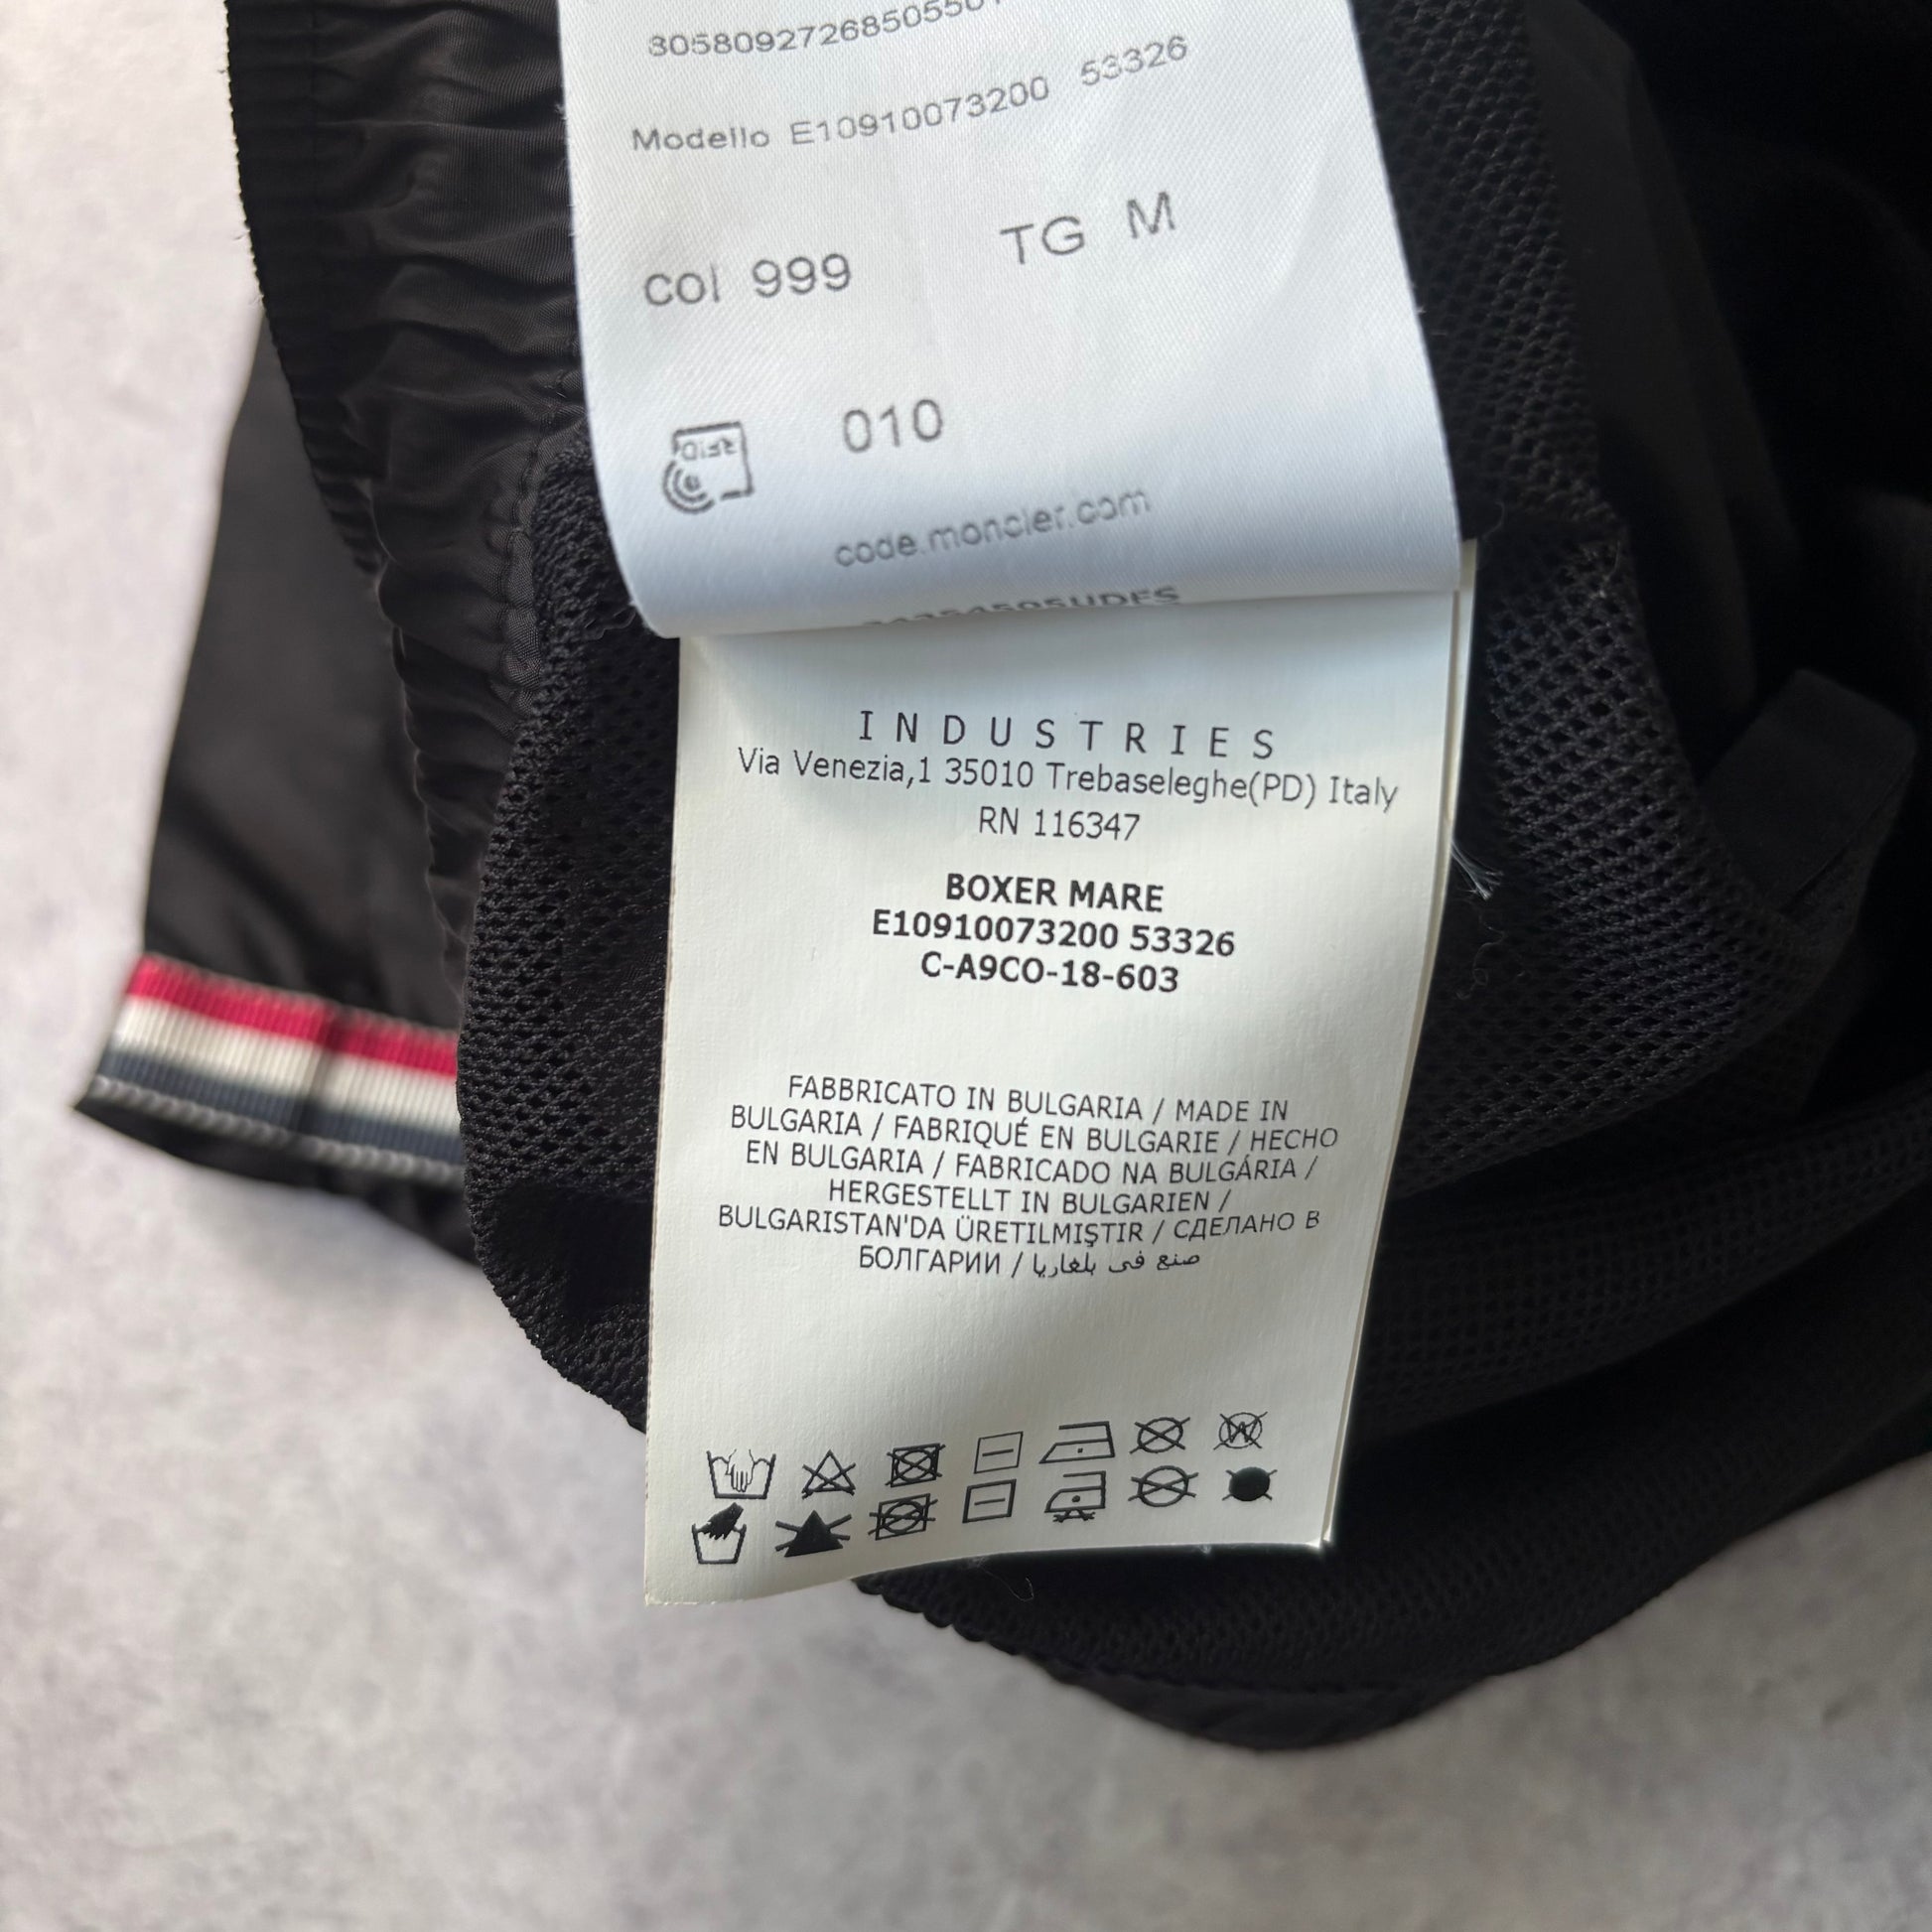 Modello E10910073200 53326
col 999 TG M
RFID
010
code.moncler.com
INDUSTRIES
Via Venezia,1 35010 Trebaseleghe(PD) Italy
RN 116347
BOXER MARE
E10910073200 53326
C-A9CO-18-603
FABBRICATO IN BULGARIA / MADE IN
BULGARIA / FABRIQUÉ EN BULGARIE / HECHO
EN BULGARIA / FABRICADO NA BULGÁRIA /
HERGESTELLT IN BULGARIEN /
BULGARISTAN'DA ÜRETILMIŞTIR / СДЕЛАНО В
БОЛГАРИИ / صنع في بلغاريا
W